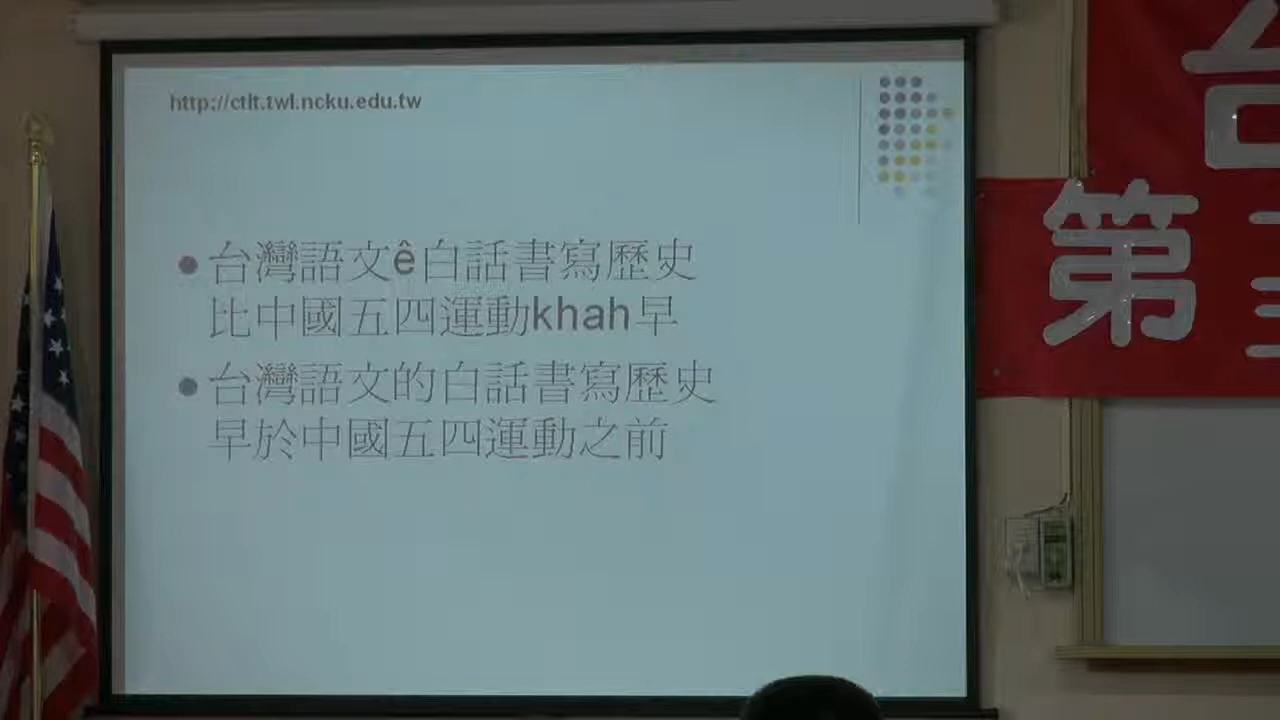 http://ctlt.twl.ncku.edu.tw
台灣語文ê白話書寫歷史
比中國五四運動khah早
台灣語文的白話書寫歷史
早於中國五四運動之前
台
第